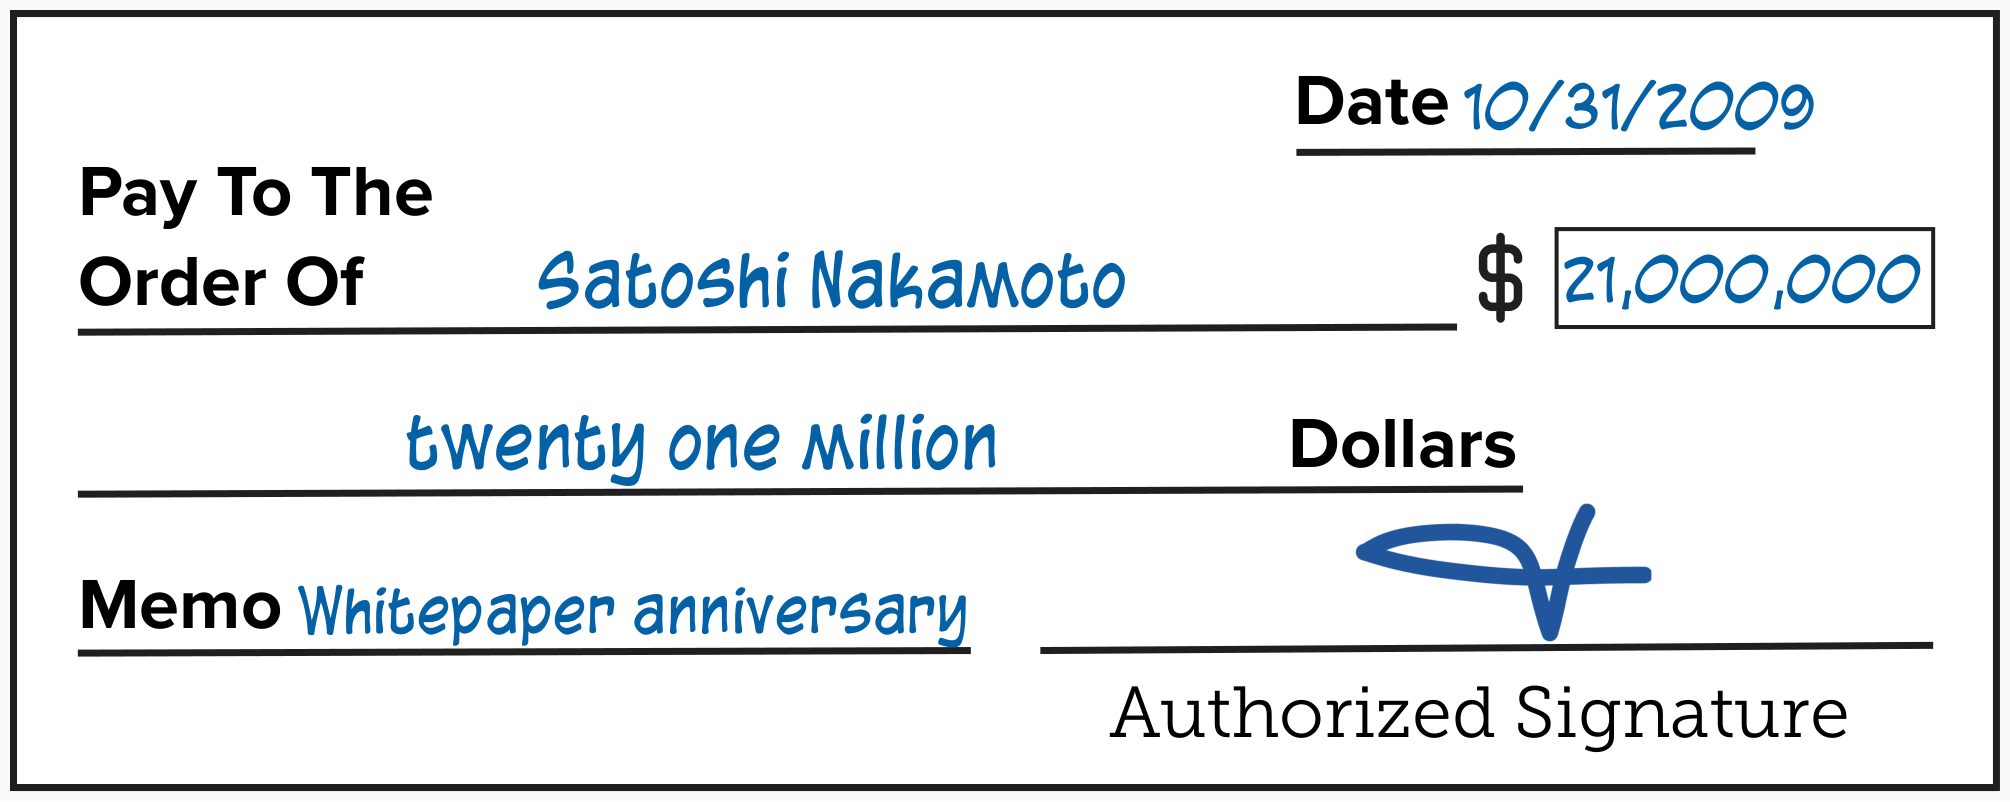 Date 10/31/2009
Pay To The
Order Of Satoshi Nakamoto $ 21,000,000
twenty one million Dollars
Memo Whitepaper anniversary
Authorized Signature